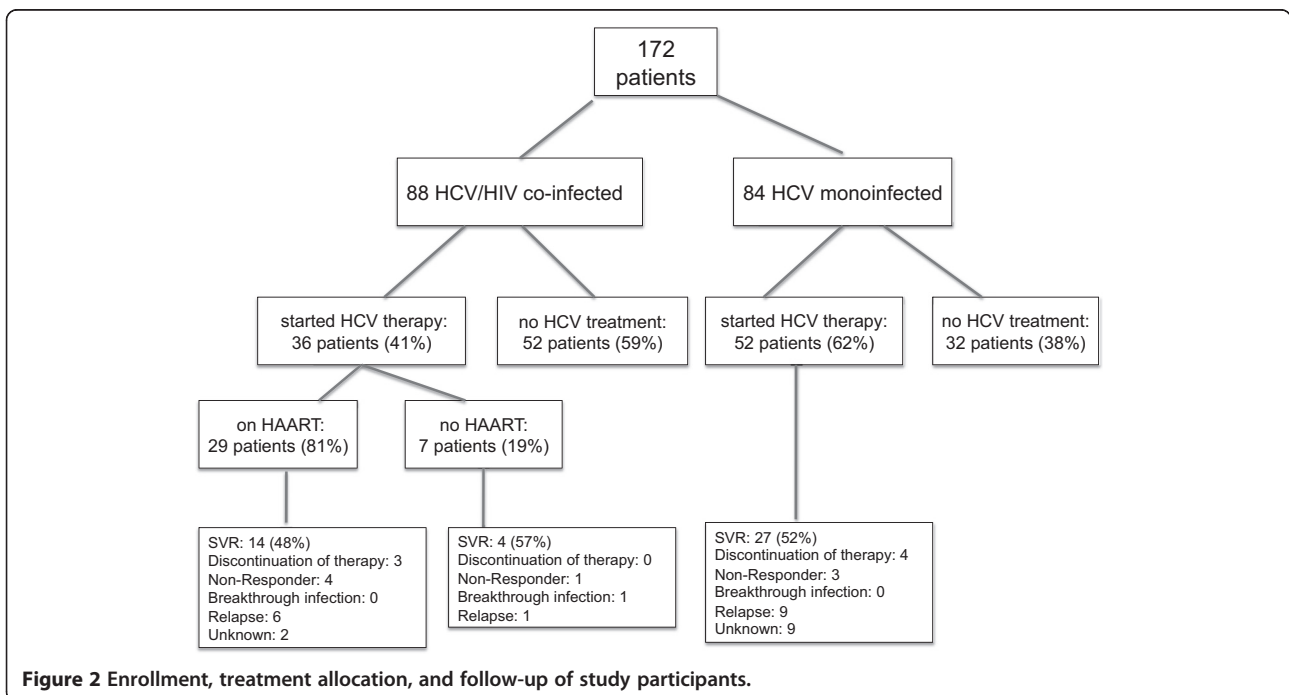 172
patients
88 HCV/HIV co-infected
84 HCV monoinfected
started HCV therapy:
36 patients (41%)
no HCV treatment:
52 patients (59%)
started HCV therapy:
52 patients (62%)
no HCV treatment:
32 patients (38%)
on HAART:
29 patients (81%)
no HAART:
7 patients (19%)
SVR: 14 (48%)
Discontinuation of therapy: 3
Non-Responder: 4
Breakthrough infection: 0
Relapse: 6
Unknown: 2
SVR: 4 (57%)
Discontinuation of therapy: 0
Non-Responder: 1
Breakthrough infection: 1
Relapse: 1
SVR: 27 (52%)
Discontinuation of therapy: 4
Non-Responder: 3
Breakthrough infection: 0
Relapse: 9
Unknown: 9
Figure 2 Enrollment, treatment allocation, and follow-up of study participants.